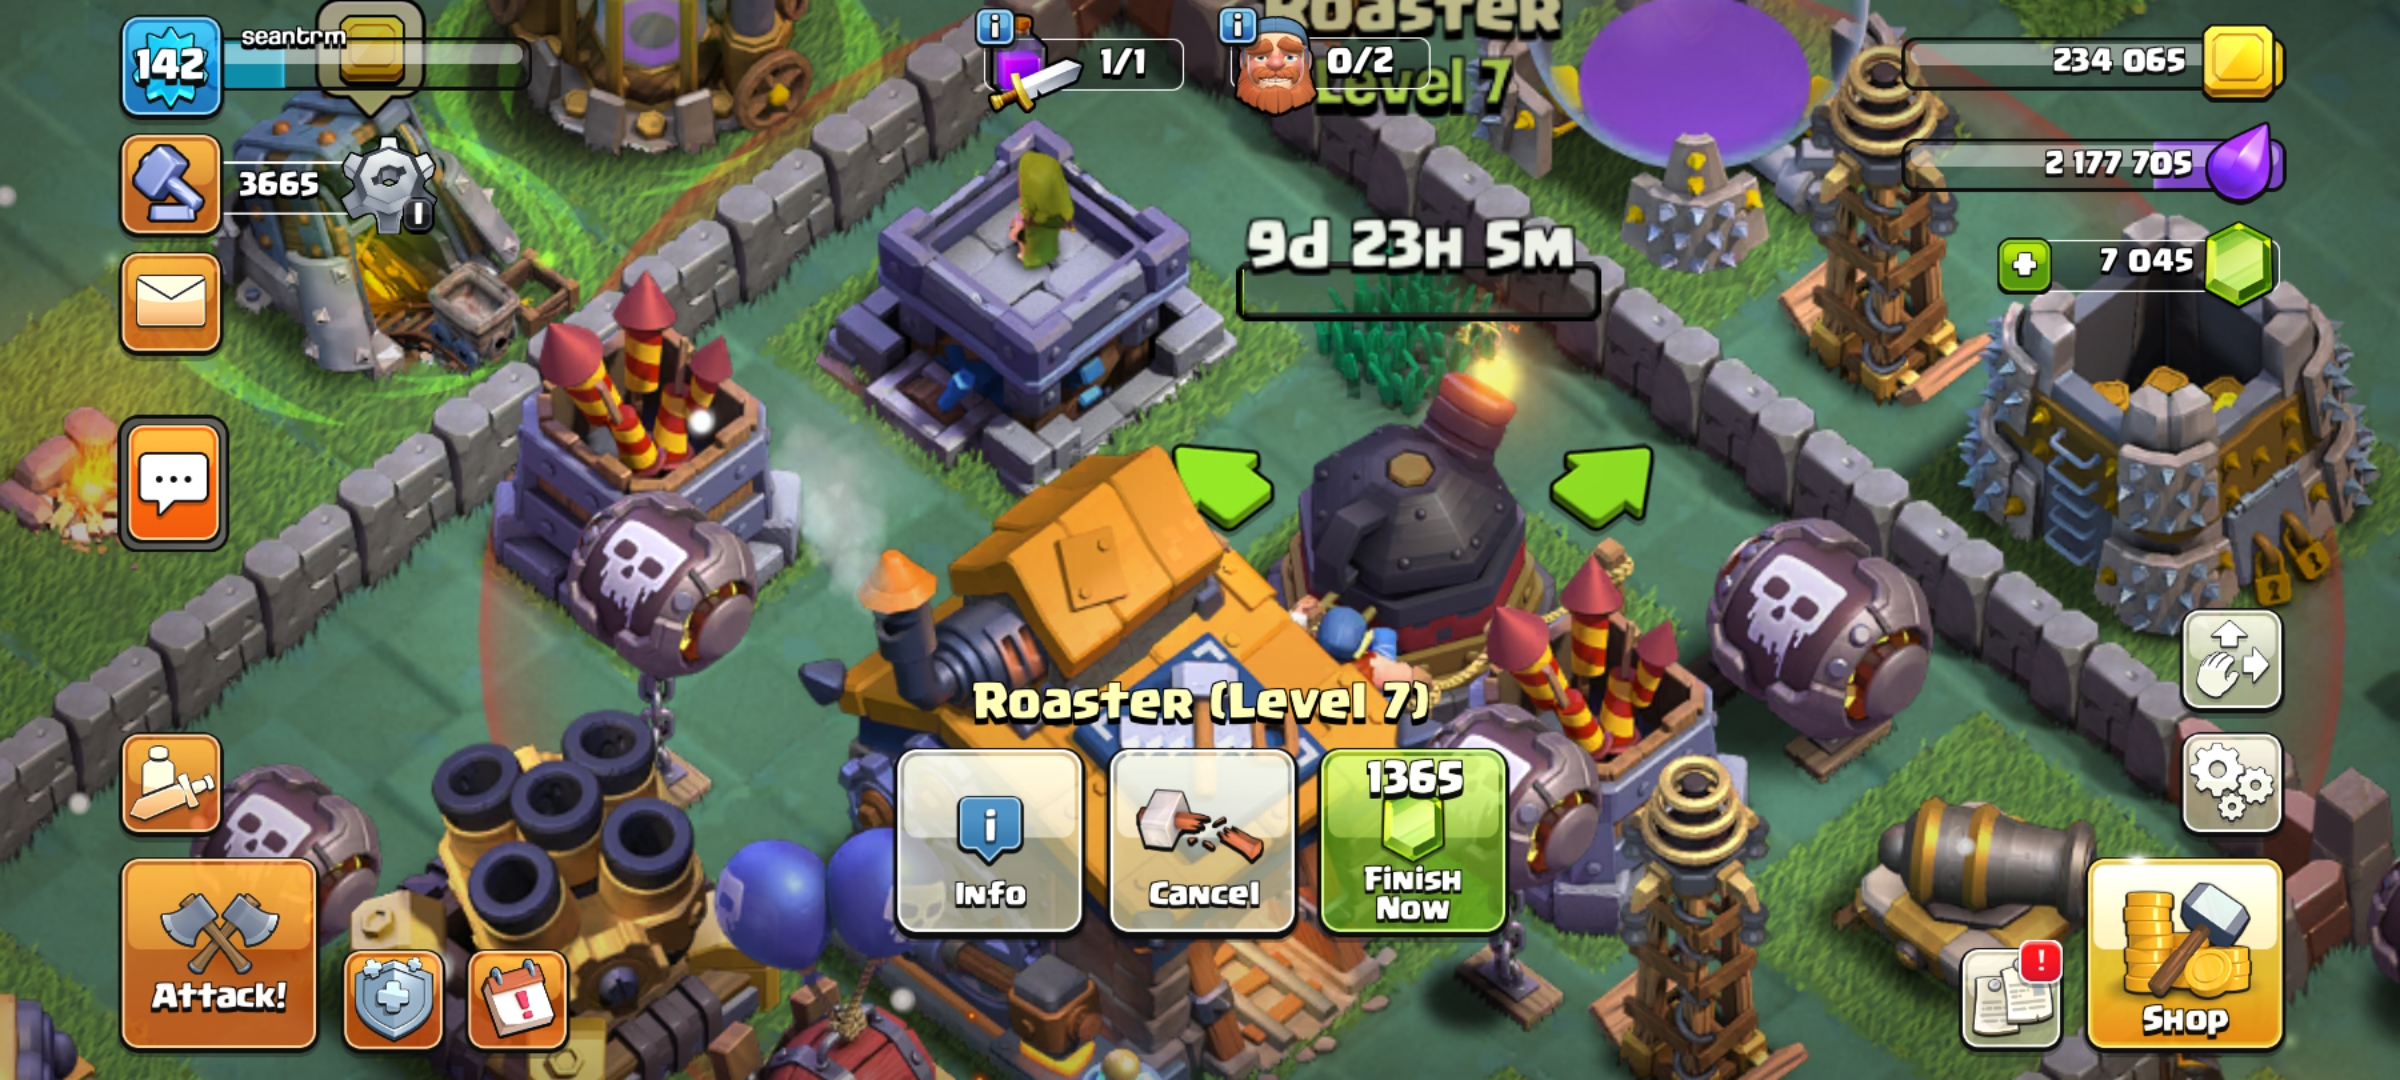 Roaster
Level 7
142
seantrm
1/1
0/2
234 065
3665
I
2 177 705
9d 23H 5M
7 045
Roaster (Level 7)
Info
Cancel
1365
Finish
Now
Attack!
Shop